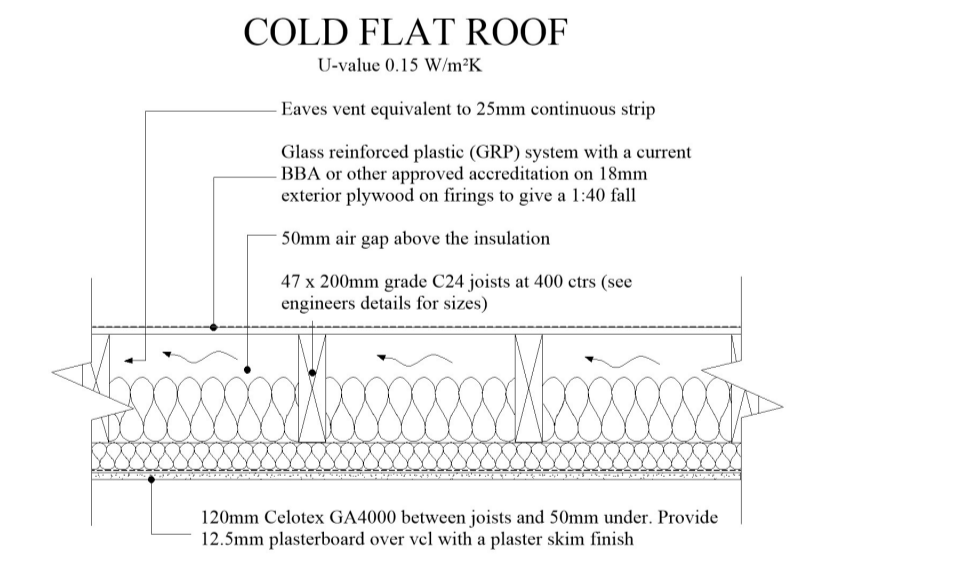 COLD FLAT ROOF
U-value 0.15 W/m²K
Eaves vent equivalent to 25mm continuous strip
Glass reinforced plastic (GRP) system with a current
BBA or other approved accreditation on 18mm
exterior plywood on firings to give a 1:40 fall
50mm air gap above the insulation
47 x 200mm grade C24 joists at 400 ctrs (see
engineers details for sizes)
120mm Celotex GA4000 between joists and 50mm under. Provide
12.5mm plasterboard over vcl with a plaster skim finish